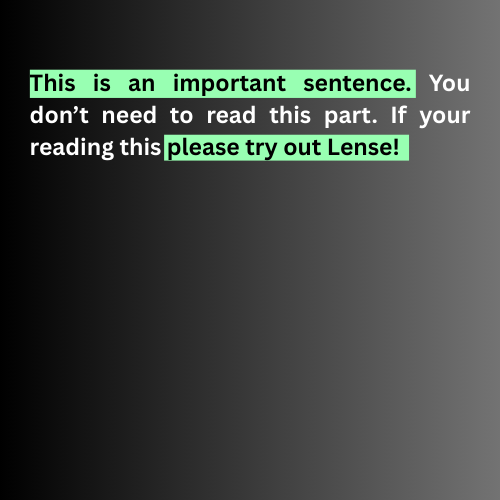 This is an important sentence. You
don’t need to read this part. If your
reading this please try out Lense!